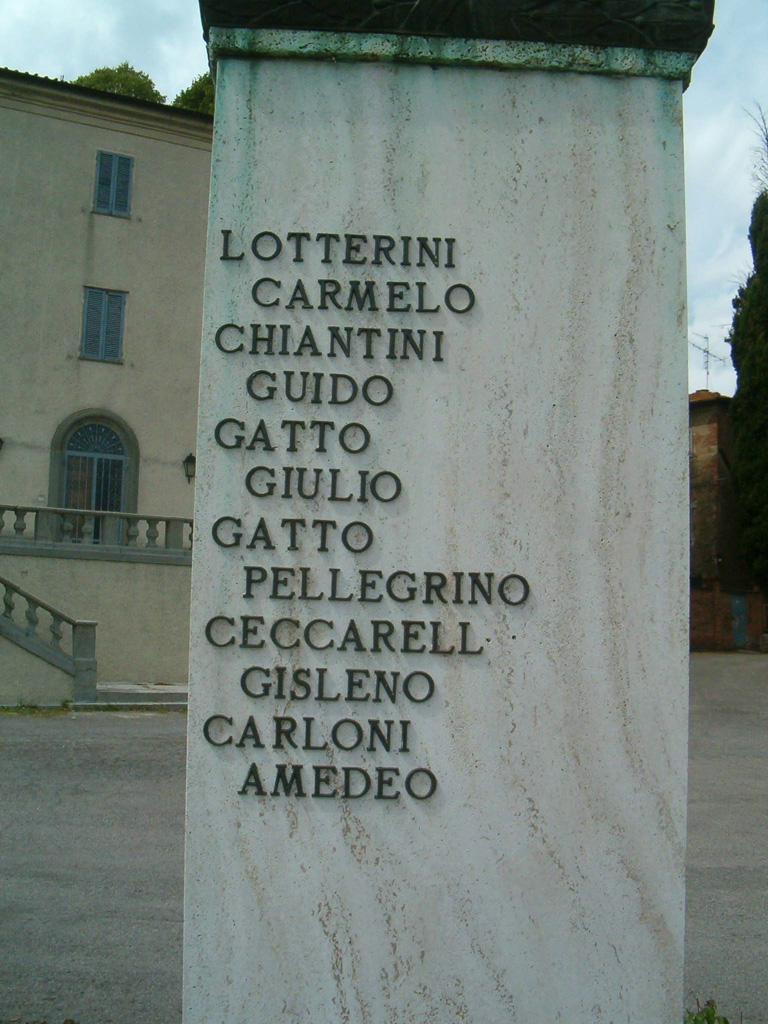 LOTTERINI
CARMELO
CHIANTINI
GUIDO
GATTO
GIULIO
GATTO
PELLEGRINO
CECCARELL
GISLENO
CARLONI
AMEDEO